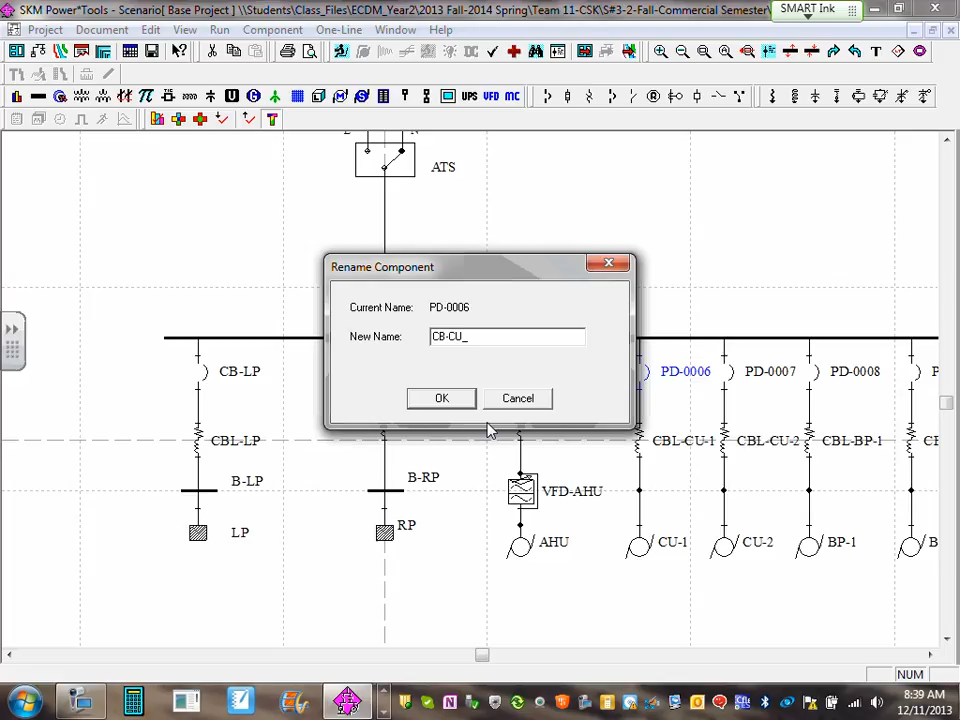 SKM Power*Tools - Scenario[ Base Project ] \\Students\Class_Files\ECDM_Year2\2013 Fall-2014 Spring\Team 11-CSK\S#3-2-Fall-Commercial Semester\
SMART Ink
Project Document Edit View Run Component One-Line Window Help
UPS VFD MC
ATS
Rename Component
Current Name: PD-0006
New Name: CB-CU_
OK Cancel
CB-LP PD-0006 PD-0007 PD-0008
CBL-LP CBL-CU-1 CBL-CU-2 CBL-BP-1
B-LP B-RP VFD-AHU
LP RP AHU CU-1 CU-2 BP-1
NUM
8:39 AM
12/11/2013